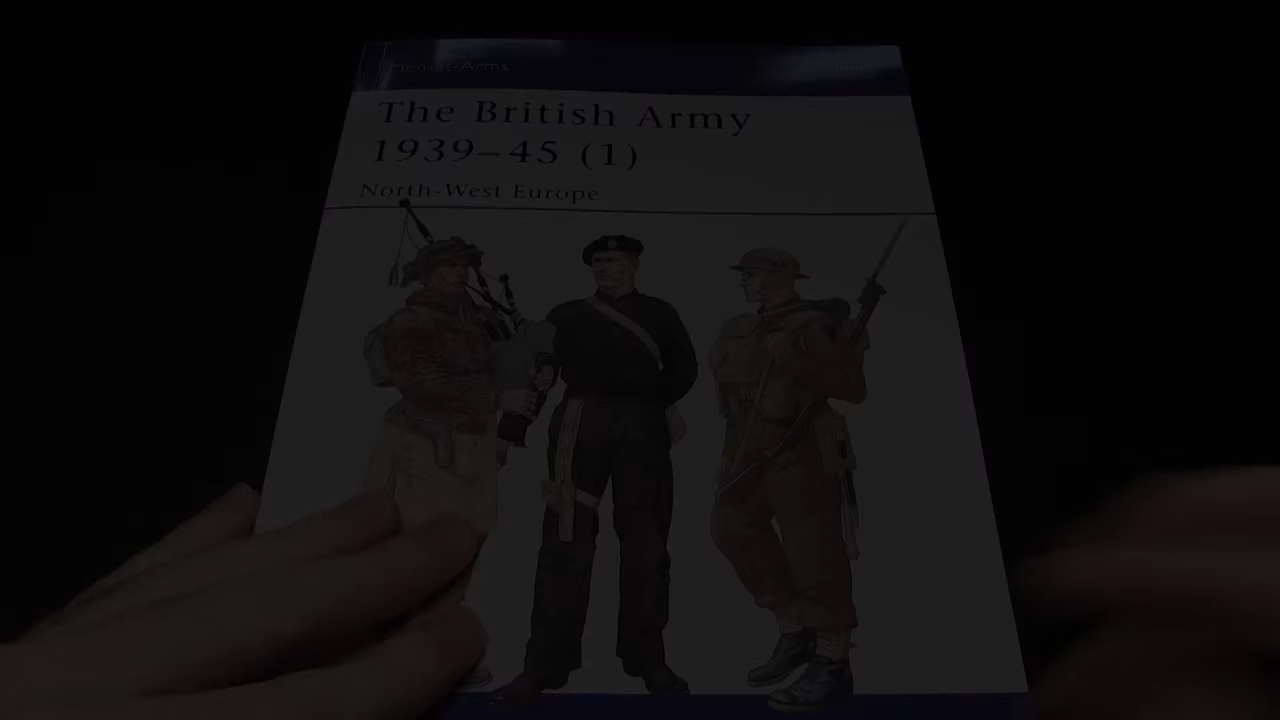 Men-at-Arms
The British Army
1939–45 (1)
North-West Europe